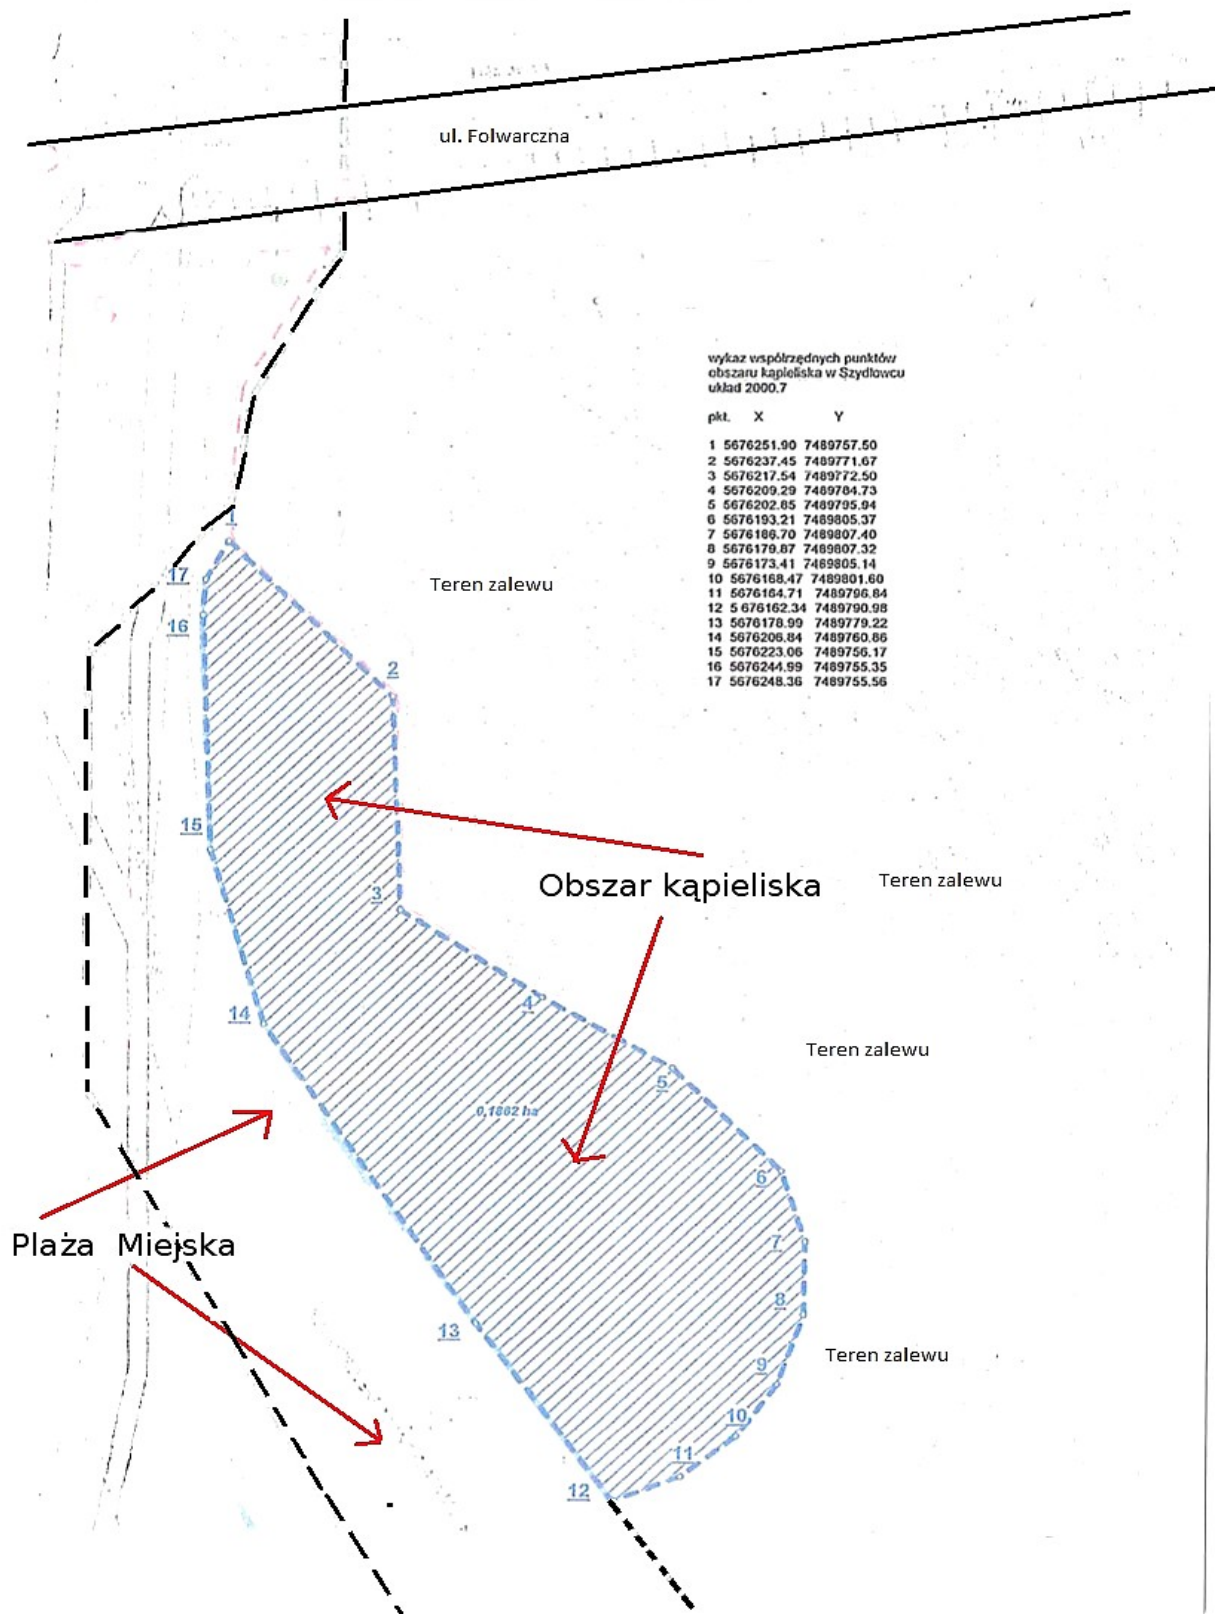 ul. Folwarczna
wykaz współrzędnych punktów
obszaru kąpieliska w Szydłowcu
układ 2000.7
pkt. X Y
1 5676251.90 7489757.50
2 5676237.45 7489771.67
3 5676217.54 7489772.50
4 5676209.29 7489784.73
5 5676202.85 7489795.94
6 5676193.21 7489805.37
7 5676186.70 7489807.40
8 5676179.87 7489807.32
9 5676173.41 7489805.14
10 5676168.47 7489801.60
11 5676164.71 7489796.84
12 5 676162.34 7489790.98
13 5676178.99 7489779.22
14 5676206.84 7489760.86
15 5676223.06 7489756.17
16 5676244.99 7489755.35
17 5676248.36 7489755.56
1
17
Teren zalewu
16
2
15
Obszar kąpieliska
Teren zalewu
3
4
14
Teren zalewu
5
0,1862 ha
6
Plaża Miejska
7
8
13
Teren zalewu
9
10
11
12